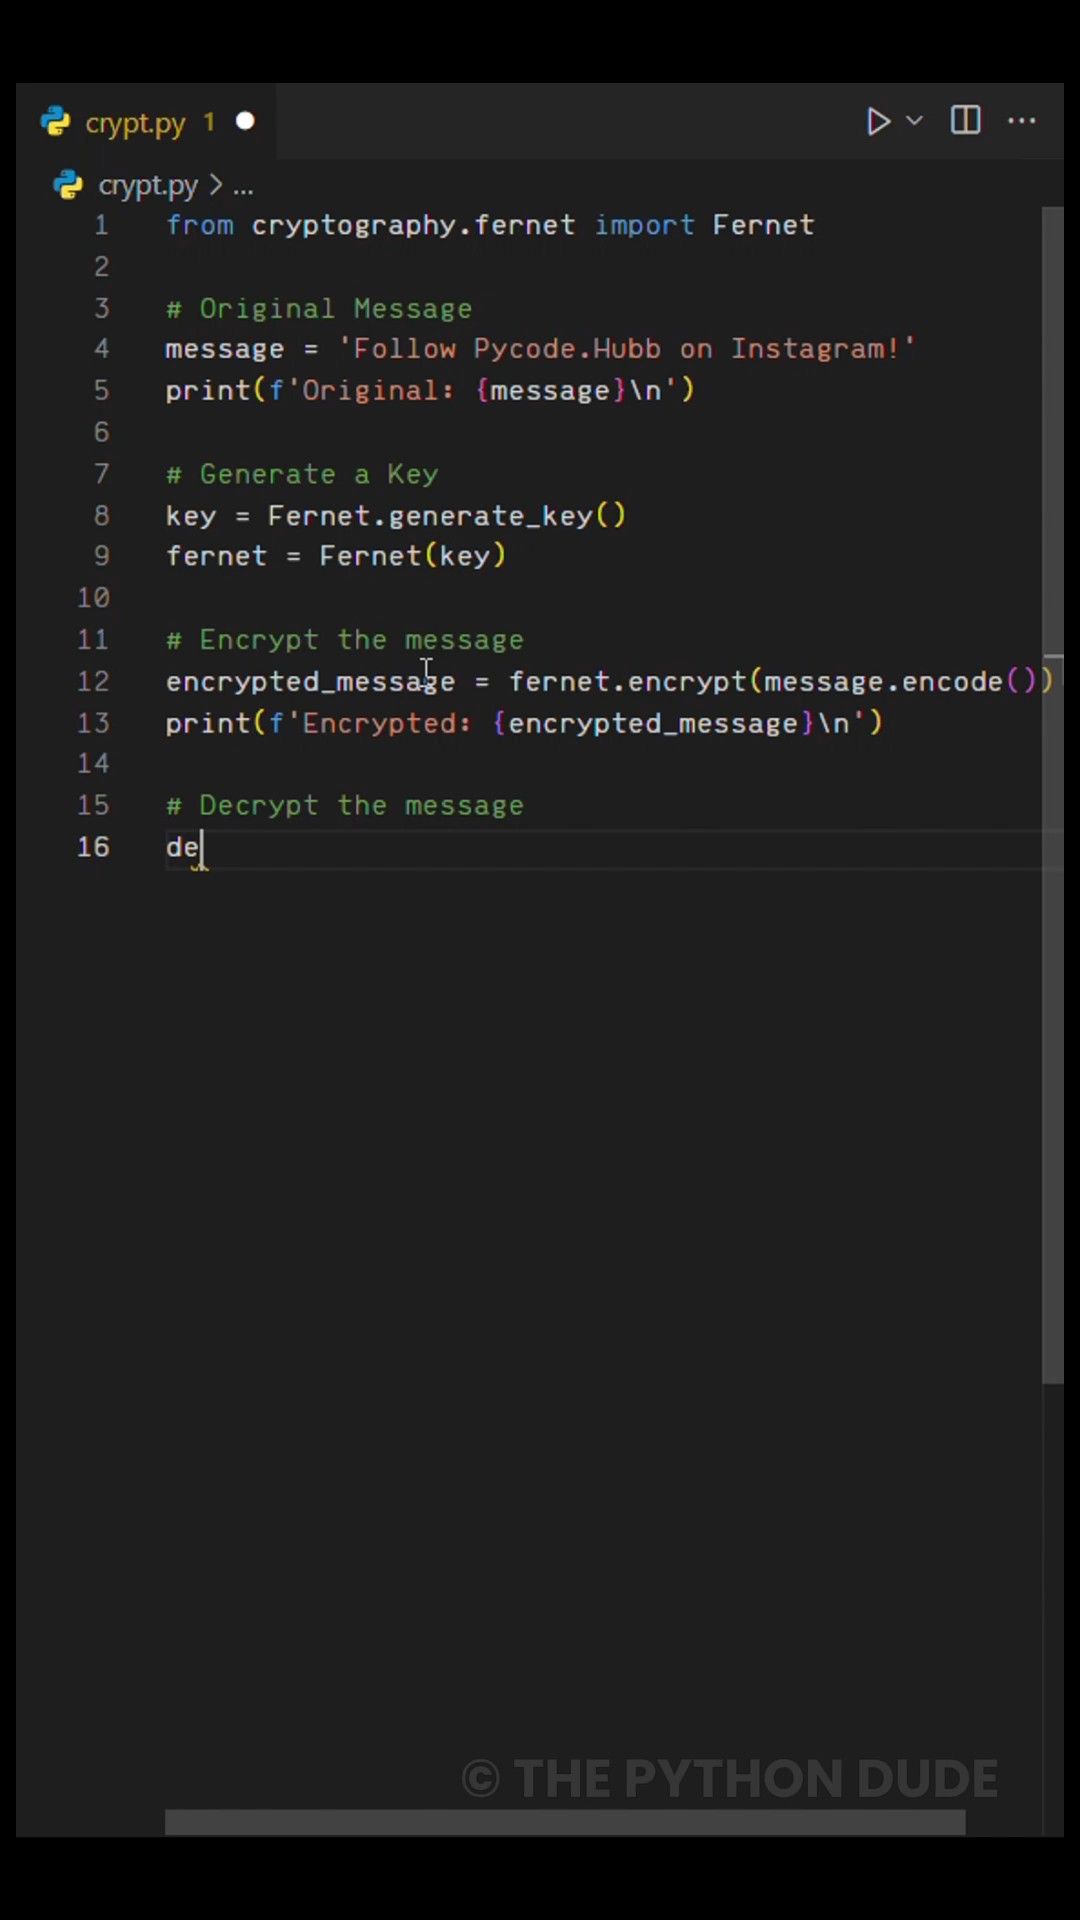 crypt.py 1
crypt.py > ...
1 from cryptography.fernet import Fernet
2
3 # Original Message
4 message = 'Follow Pycode.Hubb on Instagram!'
5 print(f'Original: {message}\n')
6
7 # Generate a Key
8 key = Fernet.generate_key()
9 fernet = Fernet(key)
10
11 # Encrypt the message
12 encrypted_message = fernet.encrypt(message.encode())
13 print(f'Encrypted: {encrypted_message}\n')
14
15 # Decrypt the message
16 de
© THE PYTHON DUDE